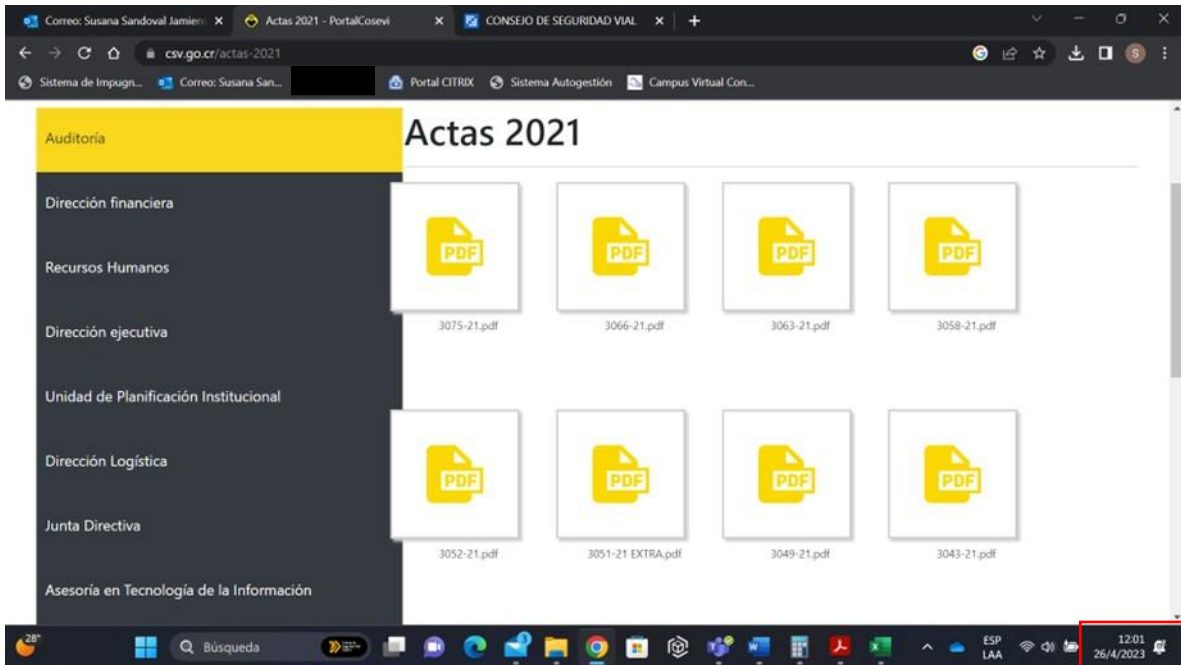 Correo: Susana Sandoval Jamien
Actas 2021 - PortalCosevi
CONSEJO DE SEGURIDAD VIAL
csv.go.cr/actas-2021
S
Sistema de Impugn...
Correo: Susana San...
Portal CITRIX
Sistema Autogestión
Campus Virtual Con...
Auditoría
Dirección financiera
Recursos Humanos
Dirección ejecutiva
Unidad de Planificación Institucional
Dirección Logística
Junta Directiva
Asesoría en Tecnología de la Información
Actas 2021
PDF
PDF
PDF
PDF
3075-21.pdf
3066-21.pdf
3063-21.pdf
3058-21.pdf
PDF
PDF
PDF
PDF
3052-21.pdf
3051-21 EXTRA.pdf
3049-21.pdf
3043-21.pdf
28°
Búsqueda
ESP
LAA
12:01
26/4/2023